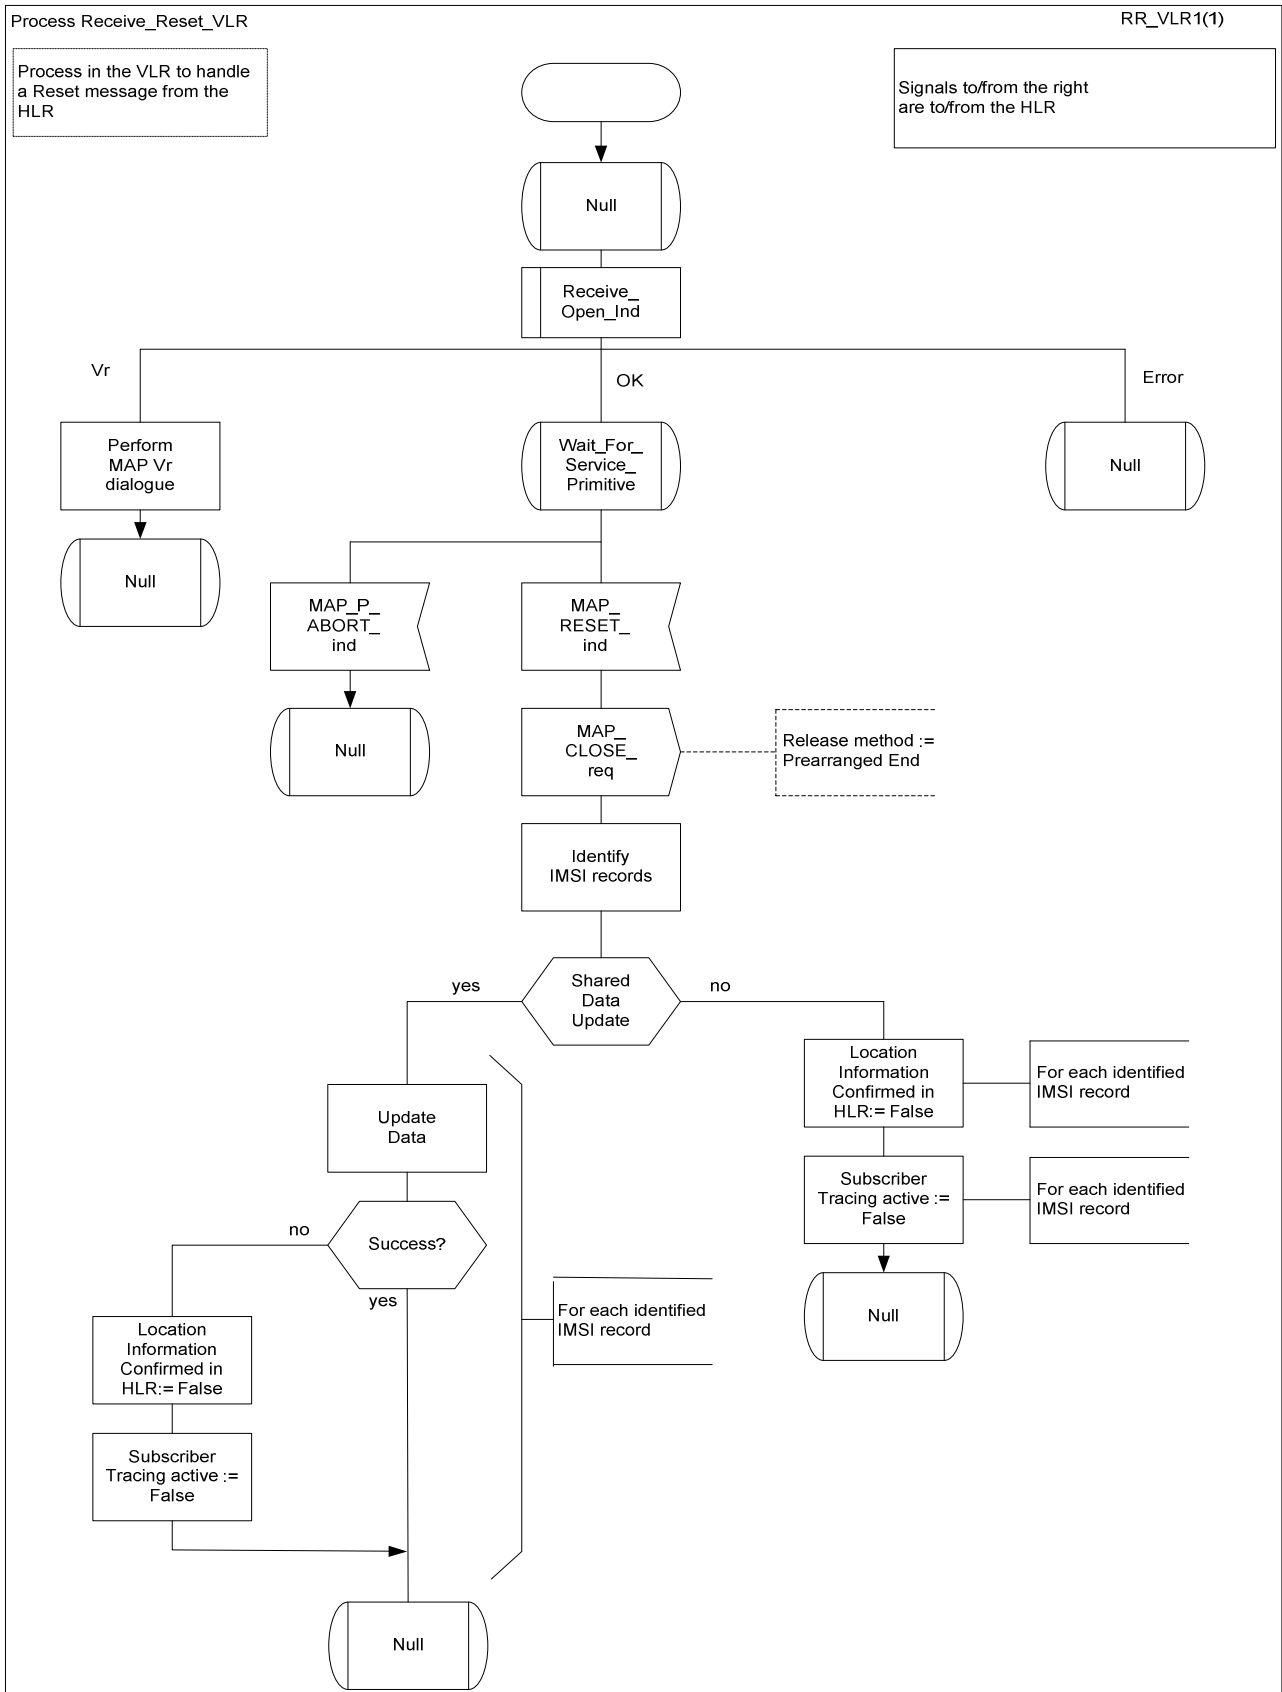 Process Receive_Reset_VLR
RR_VLR1(1)
Process in the VLR to handle
a Reset message from the
HLR
Signals to/from the right
are to/from the HLR
Null
Receive_
Open_Ind
Vr
OK
Error
Perform
MAP Vr
dialogue
Wait_For_
Service_
Primitive
Null
Null
MAP_P_
ABORT_
ind
MAP_
RESET_
ind
Null
MAP_
CLOSE_
req
Release method :=
Prearranged End
Identify
IMSI records
Shared
Data
Update
yes
no
Location
Information
Confirmed in
HLR:= False
For each identified
IMSI record
Update
Data
Subscriber
Tracing active :=
False
For each identified
IMSI record
Success?
no
yes
Null
For each identified
IMSI record
Location
Information
Confirmed in
HLR:= False
Subscriber
Tracing active :=
False
Null